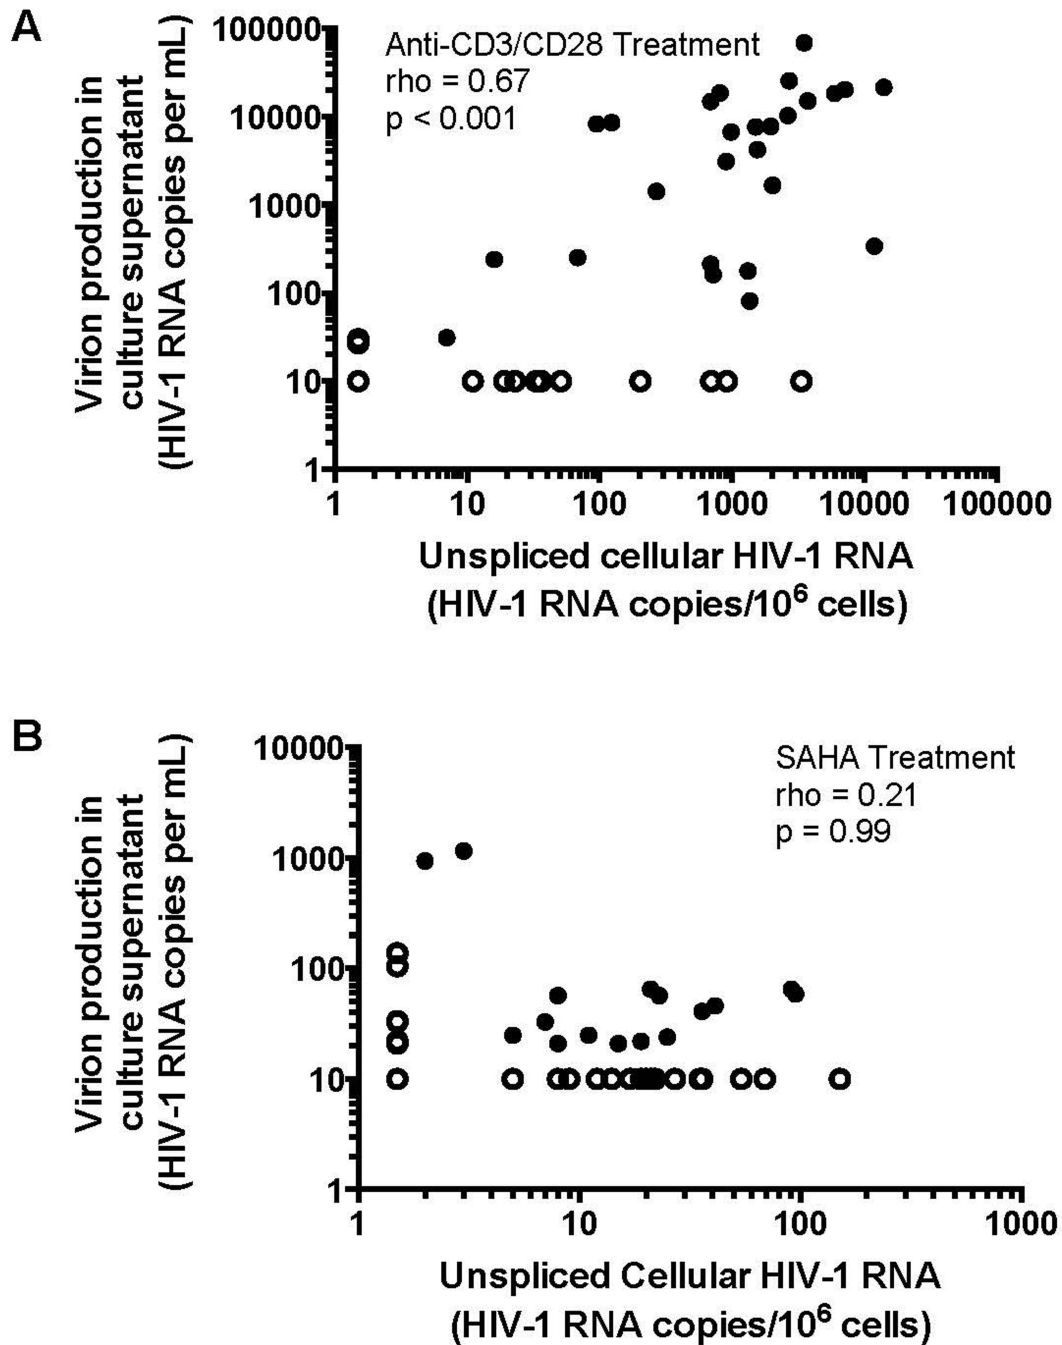 A
Virion production in
culture supernatant
(HIV-1 RNA copies per mL)
100000
10000
1000
100
10
1
Anti-CD3/CD28 Treatment
rho = 0.67
p < 0.001
1 10 100 1000 10000 100000
Unspliced cellular HIV-1 RNA
(HIV-1 RNA copies/10⁶ cells)
B
Virion production in
culture supernatant
(HIV-1 RNA copies per mL)
10000
1000
100
10
1
SAHA Treatment
rho = 0.21
p = 0.99
1 10 100 1000
Unspliced Cellular HIV-1 RNA
(HIV-1 RNA copies/10⁶ cells)